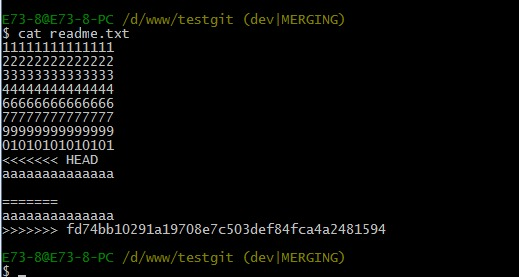 E73-8@E73-8-PC /d/www/testgit (dev|MERGING)
$ cat readme.txt
11111111111111
22222222222222
33333333333333
44444444444444
66666666666666
77777777777777
99999999999999
01010101010101
<<<<<<< HEAD
aaaaaaaaaaaaaa
=======
aaaaaaaaaaaaaa
>>>>>>> fd74bb10291a19708e7c503def84fca4a2481594
E73-8@E73-8-PC /d/www/testgit (dev|MERGING)
$ _